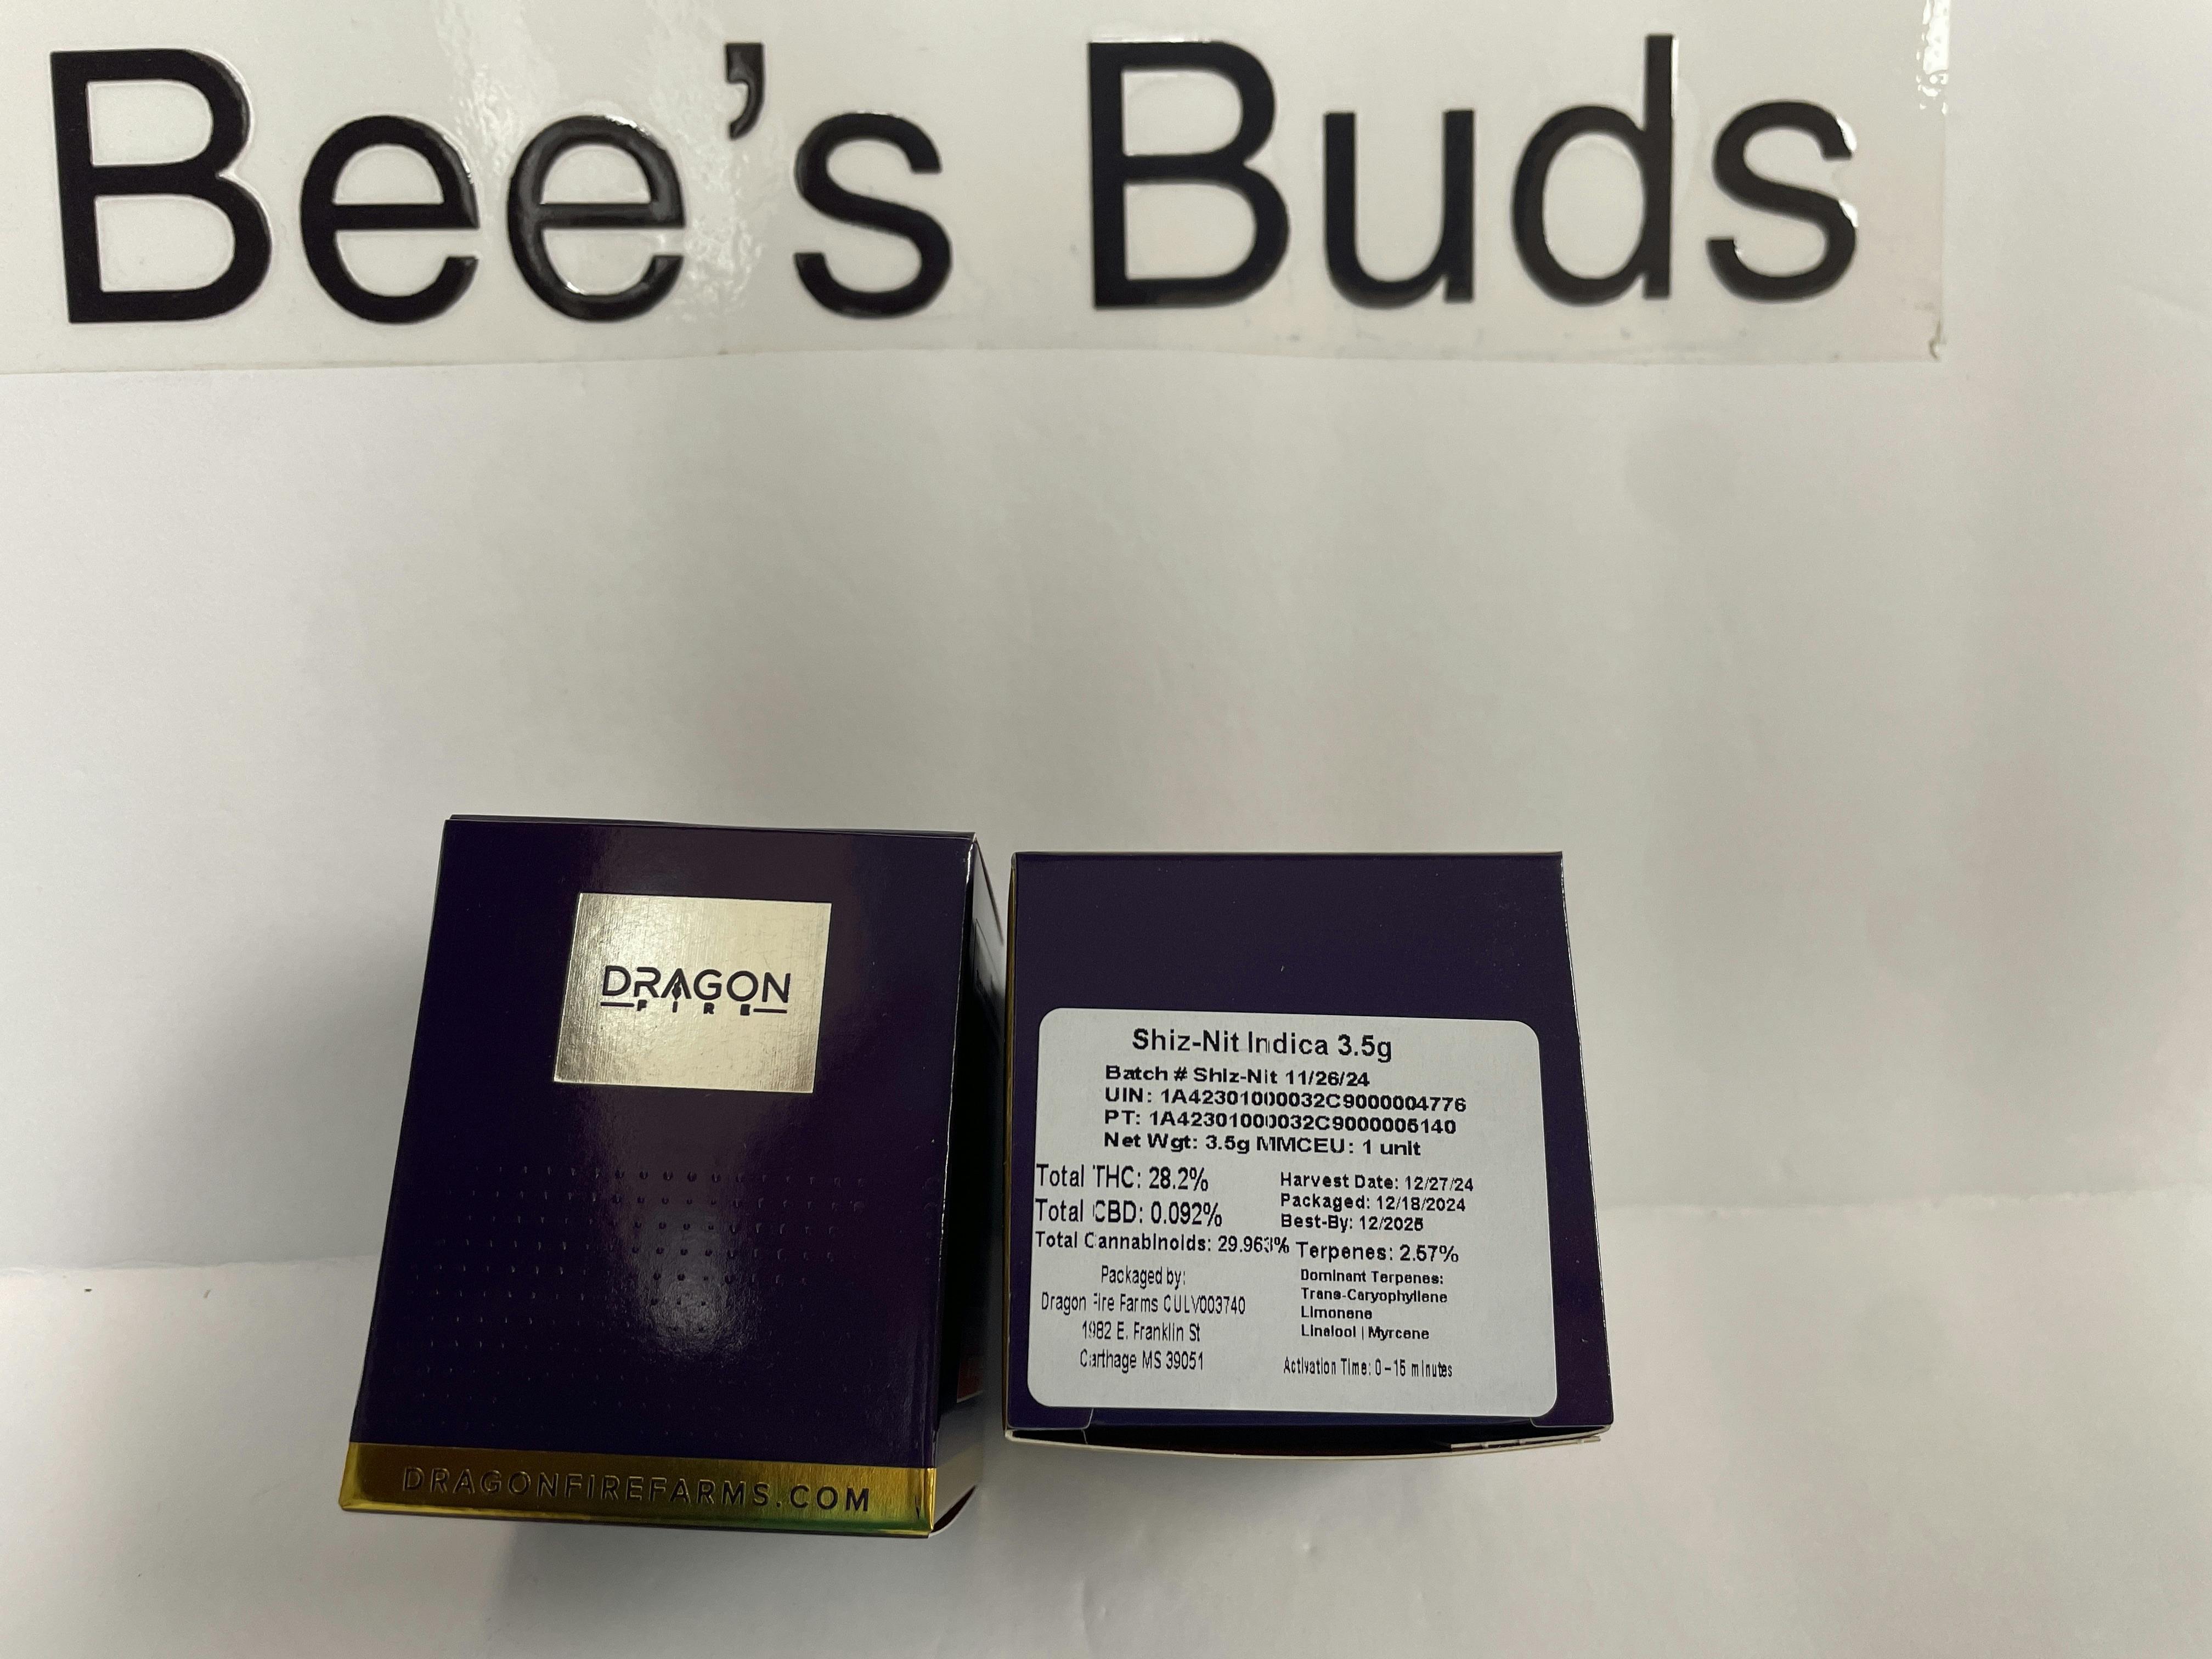 Bee's Buds
DRAGON
FIRE
DRAGONFIREFARMS.COM
Shiz-Nit Indica 3.5g
Batch # Shiz-Nit 11/26/24
UIN: 1A42301000032C9000004776
PT: 1A42301000032C9000005140
Net Wgt: 3.5g MMCEU: 1 unit
Total THC: 28.2%
Total CBD: 0.092%
Total Cannabinoids: 29.963%
Harvest Date: 12/27/24
Packaged: 12/18/2024
Best-By: 12/2025
Terpenes: 2.57%
Packaged by:
Dragon Fire Farms CULV003740
1982 E. Franklin St
Carthage MS 39051
Dominant Terpenes:
Trans-Caryophyllene
Limonene
Linalool | Myrcene
Activation Time: 0 – 15 minutes